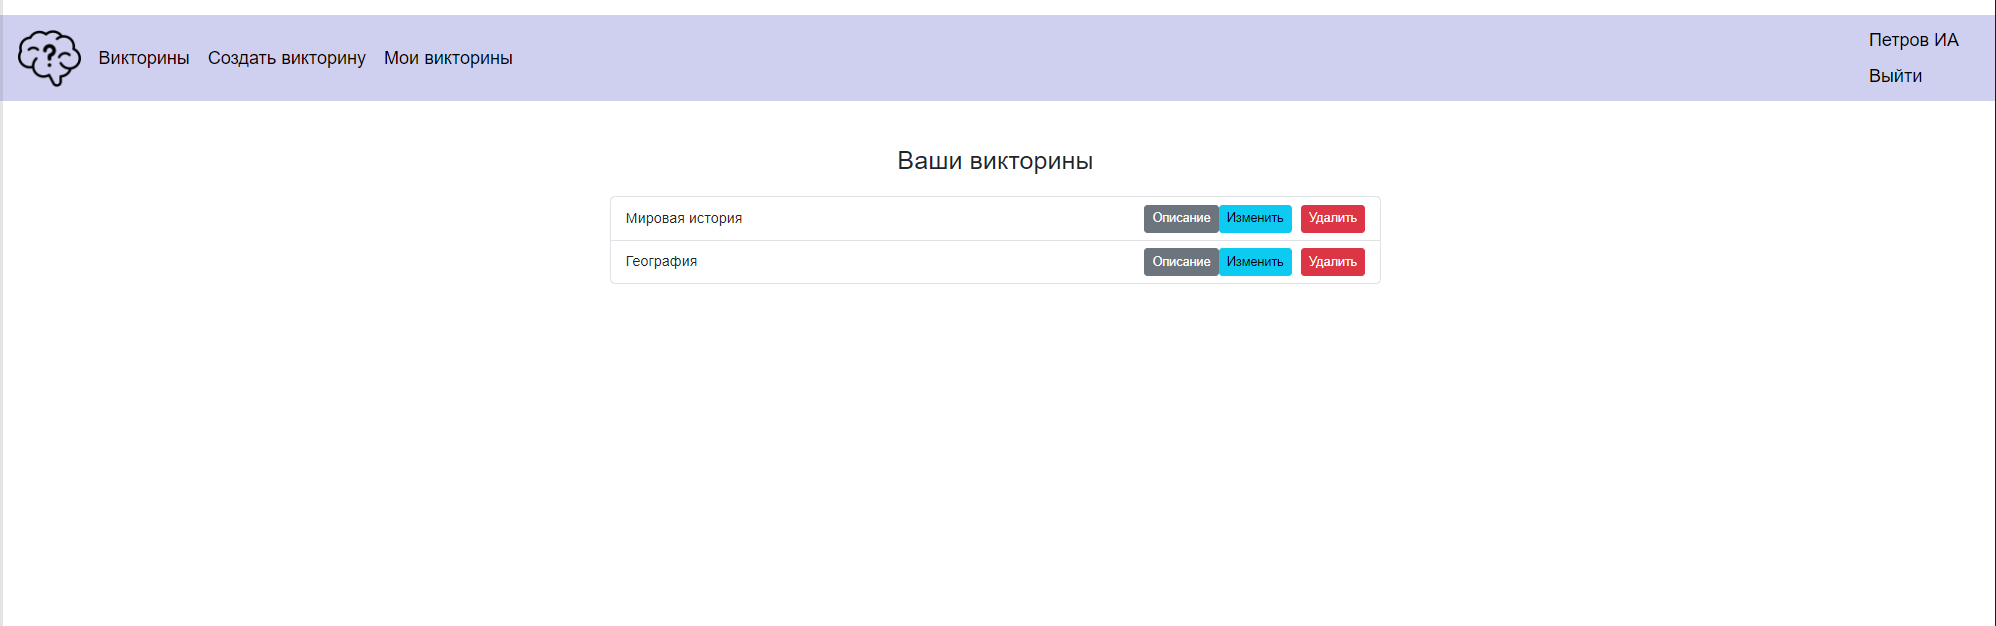 ?
Викторины Создать викторину Мои викторины
Петров ИА
Выйти
Ваши викторины
Мировая история Описание Изменить Удалить
География Описание Изменить Удалить